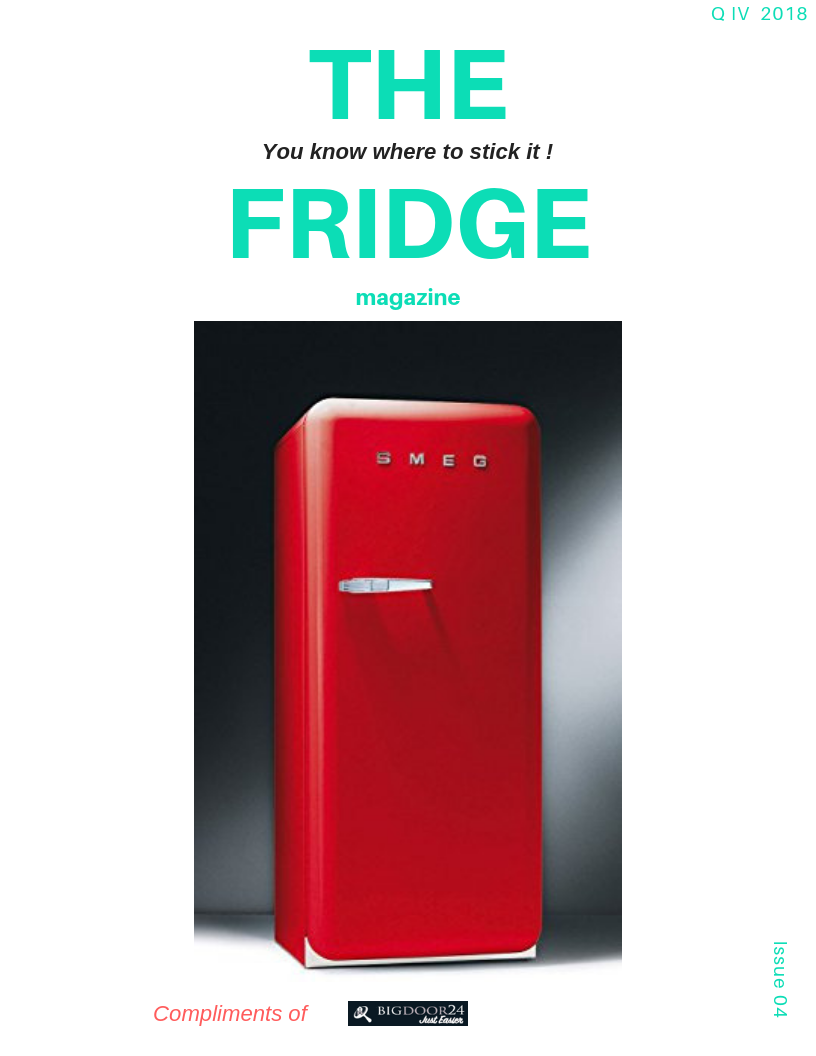 Q IV 2018
THE
You know where to stick it !
FRIDGE
magazine
SMEG
Issue 04
Compliments of
BIGDOOR24
Just Easier